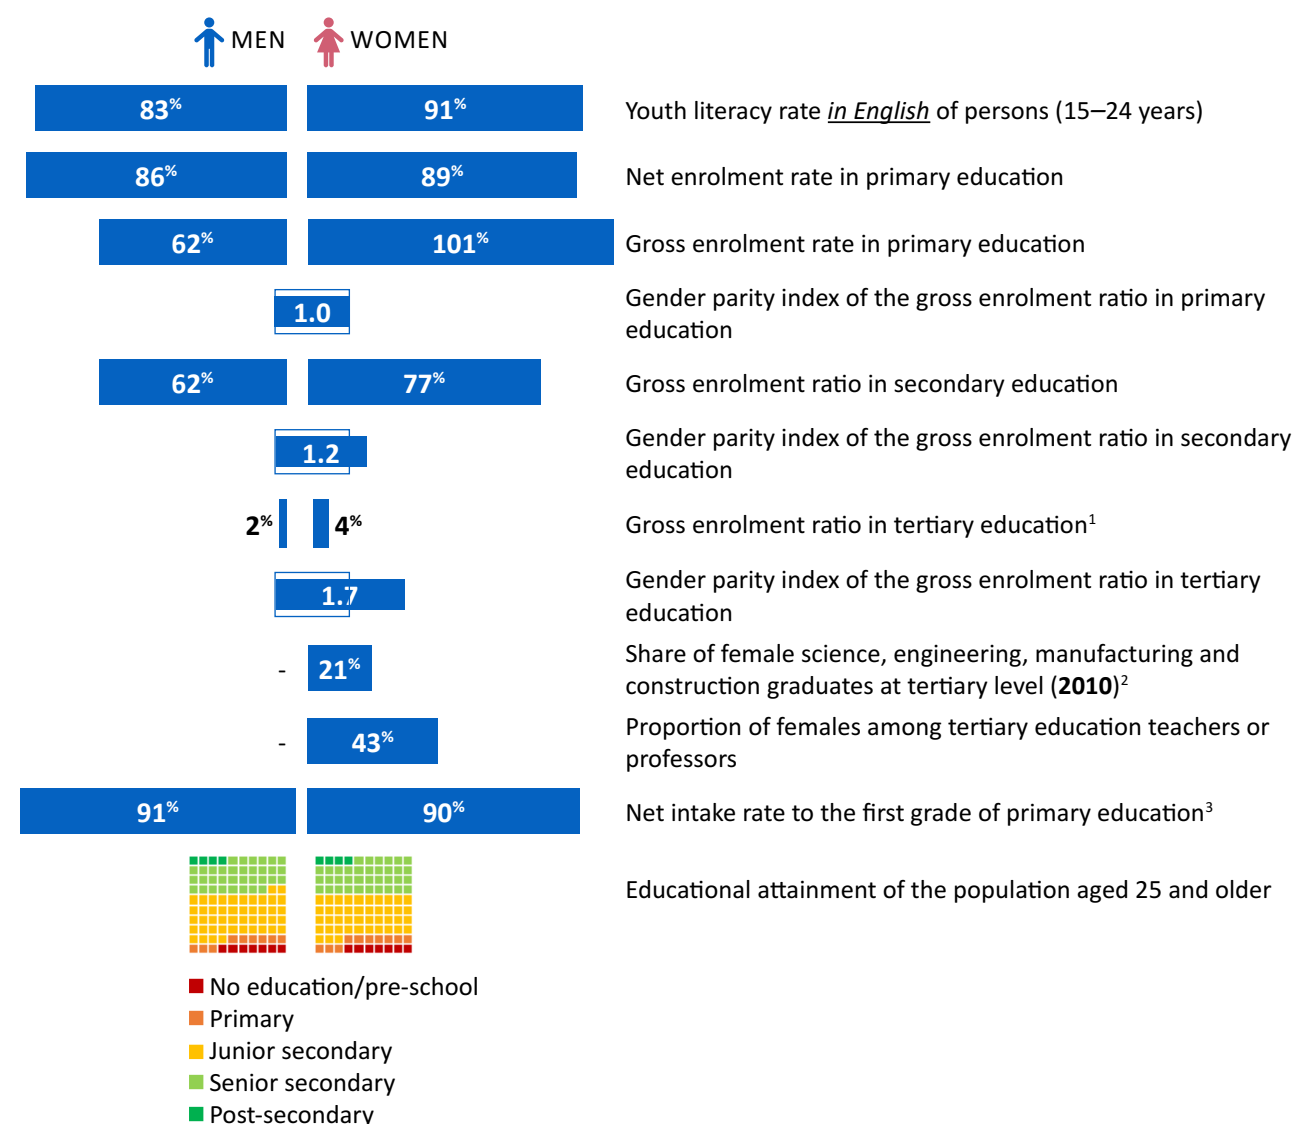 MEN WOMEN
83% 91% Youth literacy rate in English of persons (15–24 years)
86% 89% Net enrolment rate in primary education
62% 101% Gross enrolment rate in primary education
1.0 Gender parity index of the gross enrolment ratio in primary
education
62% 77% Gross enrolment ratio in secondary education
1.2 Gender parity index of the gross enrolment ratio in secondary
education
2% 4% Gross enrolment ratio in tertiary education1
1.7 Gender parity index of the gross enrolment ratio in tertiary
education
- 21% Share of female science, engineering, manufacturing and
construction graduates at tertiary level (2010)2
- 43% Proportion of females among tertiary education teachers or
professors
91% 90% Net intake rate to the first grade of primary education3
Educational attainment of the population aged 25 and older
No education/pre-school
Primary
Junior secondary
Senior secondary
Post-secondary